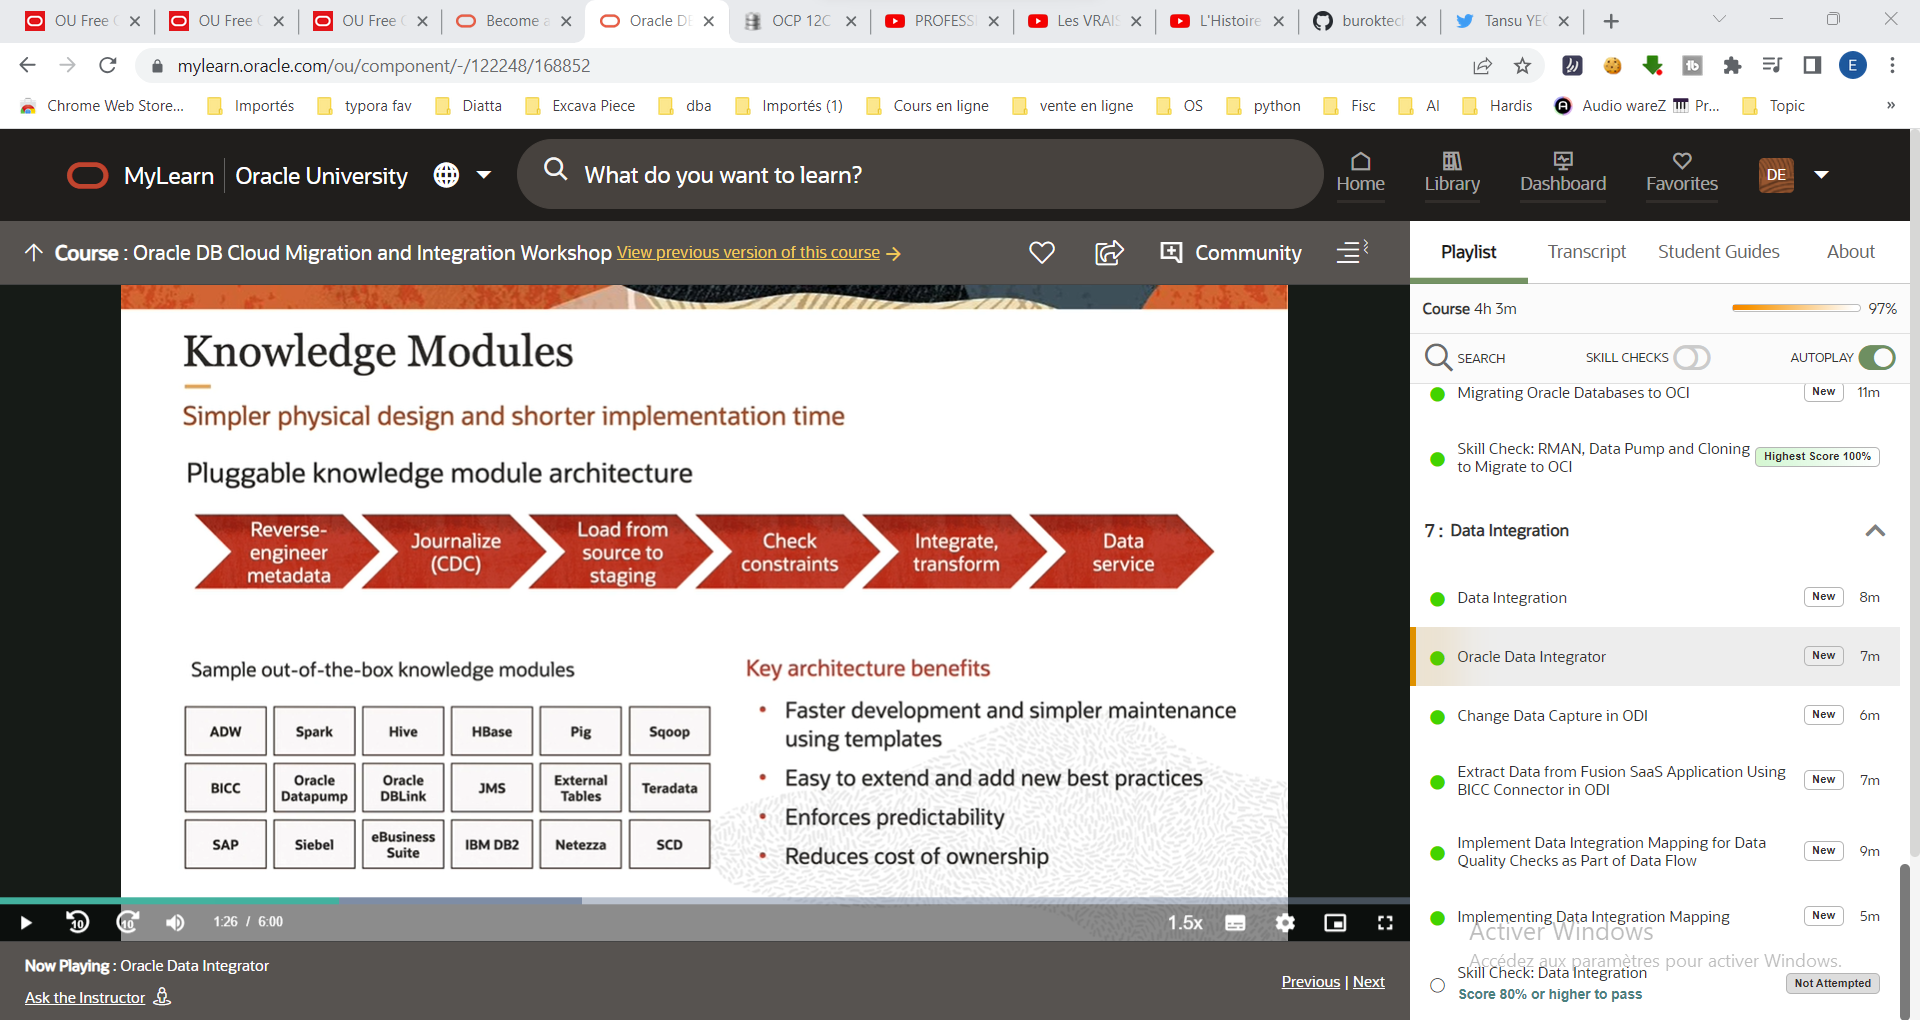 OU Free
OU Free
OU Free
Become a
Oracle DE
OCP 12C
PROFESS
Les VRAI
L'Histoire
buroktec
Tansu YE
mylearn.oracle.com/ou/component/-/122248/168852
E
Chrome Web Store...
Importés
typora fav
Diatta
Excava Piece
dba
Importés (1)
Cours en ligne
vente en ligne
OS
python
Fisc
AI
Hardis
Audio wareZ
Pr...
Topic
»
MyLearn
Oracle University
What do you want to learn?
Home
Library
Dashboard
Favorites
DE
Course : Oracle DB Cloud Migration and Integration Workshop View previous version of this course →
Community
Knowledge Modules
Simpler physical design and shorter implementation time
Pluggable knowledge module architecture
Reverse-
engineer
metadata
Journalize
(CDC)
Load from
source to
staging
Check
constraints
Integrate,
transform
Data
service
Sample out-of-the-box knowledge modules
ADW Spark Hive HBase Pig Sqoop
BICC
Oracle
Datapump
Oracle
DBLink
JMS
External
Tables
Teradata
SAP
Siebel
eBusiness
Suite
IBM DB2
Netezza
SCD
Key architecture benefits
• Faster development and simpler maintenance
using templates
• Easy to extend and add new best practices
• Enforces predictability
• Reduces cost of ownership
10
10
1:26 / 6:00
1.5x
Now Playing : Oracle Data Integrator
Ask the Instructor
Previous | Next
Playlist
Transcript
Student Guides
About
Course 4h 3m
97%
SEARCH
SKILL CHECKS
AUTOPLAY
Migrating Oracle Databases to OCI New 11m
Skill Check: RMAN, Data Pump and Cloning
to Migrate to OCI
Highest Score 100%
7 : Data Integration
Data Integration New 8m
Oracle Data Integrator New 7m
Change Data Capture in ODI New 6m
Extract Data from Fusion SaaS Application Using
BICC Connector in ODI
New 7m
Implement Data Integration Mapping for Data
Quality Checks as Part of Data Flow
New 9m
Implementing Data Integration Mapping New 5m
Activer Windows
Accédez aux paramètres pour activer Windows.
Skill Check: Data Integration
Score 80% or higher to pass
Not Attempted